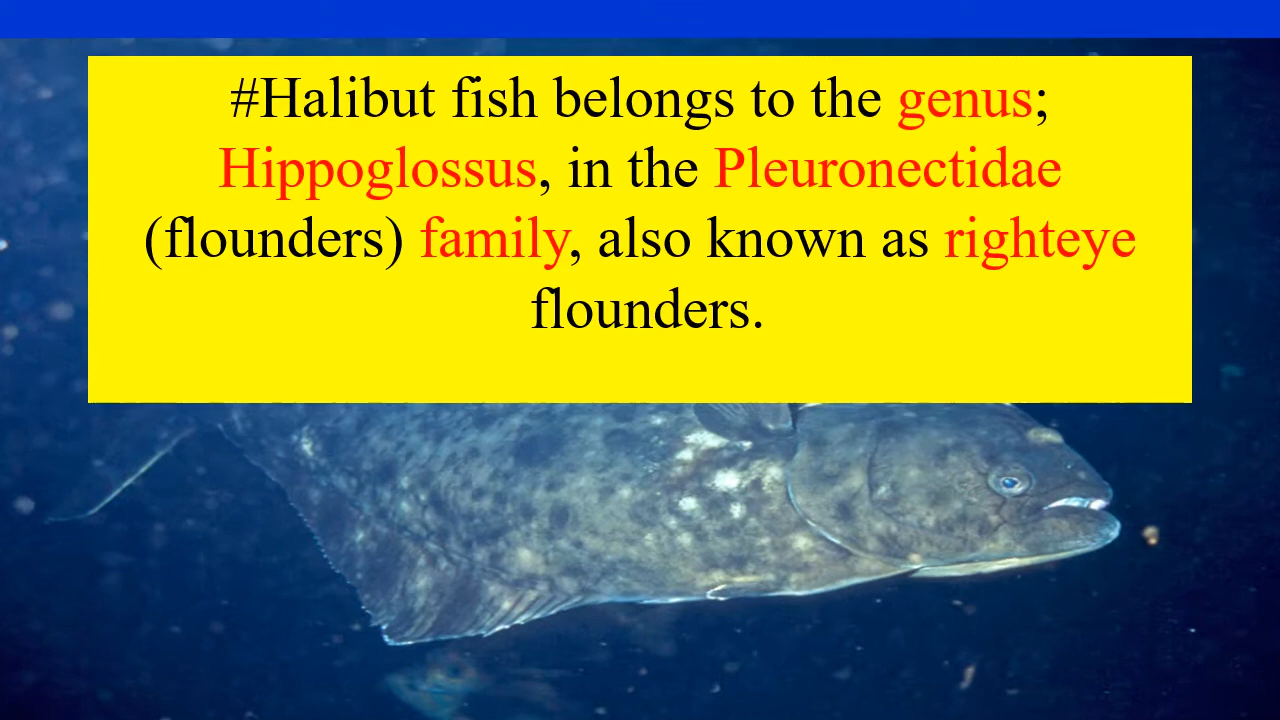 #Halibut fish belongs to the genus;
Hippoglossus, in the Pleuronectidae
(flounders) family, also known as righteye
flounders.